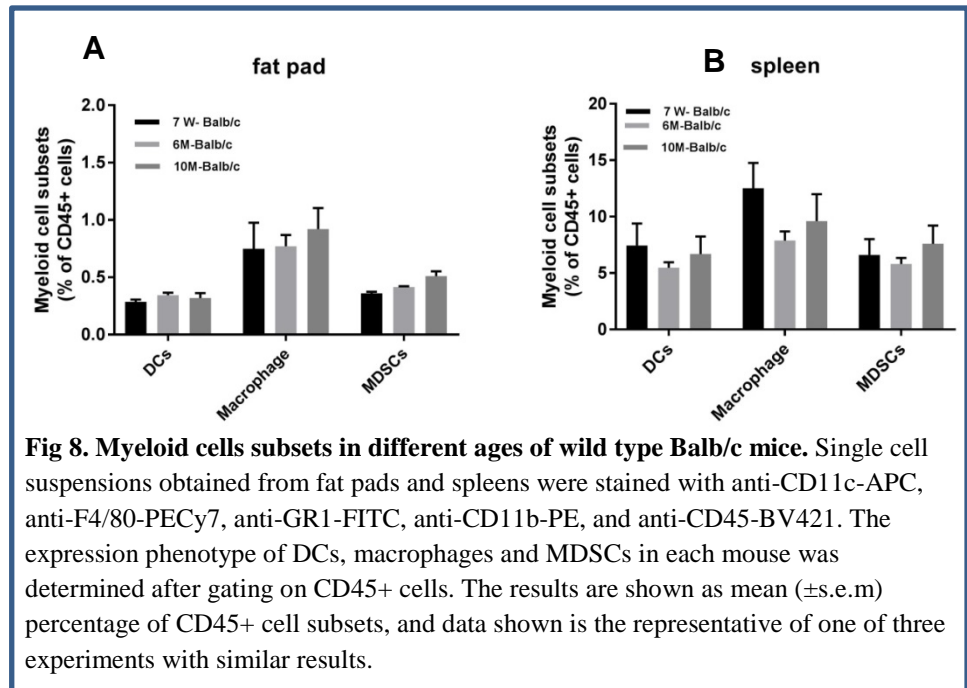 A
fat pad
Myeloid cell subsets
(% of CD45+ cells)
2.0
1.5
1.0
0.5
0.0
7 W- Balb/c
6M-Balb/c
10M-Balb/c
DCs
Macrophage
MDSCs
B
spleen
Myeloid cell subsets
(% of CD45+ cells)
20
15
10
5
0
7 W- Balb/c
6M-Balb/c
10M-Balb/c
DCs
Macrophage
MDSCs
Fig 8. Myeloid cells subsets in different ages of wild type Balb/c mice. Single cell
suspensions obtained from fat pads and spleens were stained with anti-CD11c-APC,
anti-F4/80-PECy7, anti-GR1-FITC, anti-CD11b-PE, and anti-CD45-BV421. The
expression phenotype of DCs, macrophages and MDSCs in each mouse was
determined after gating on CD45+ cells. The results are shown as mean (±s.e.m)
percentage of CD45+ cell subsets, and data shown is the representative of one of three
experiments with similar results.